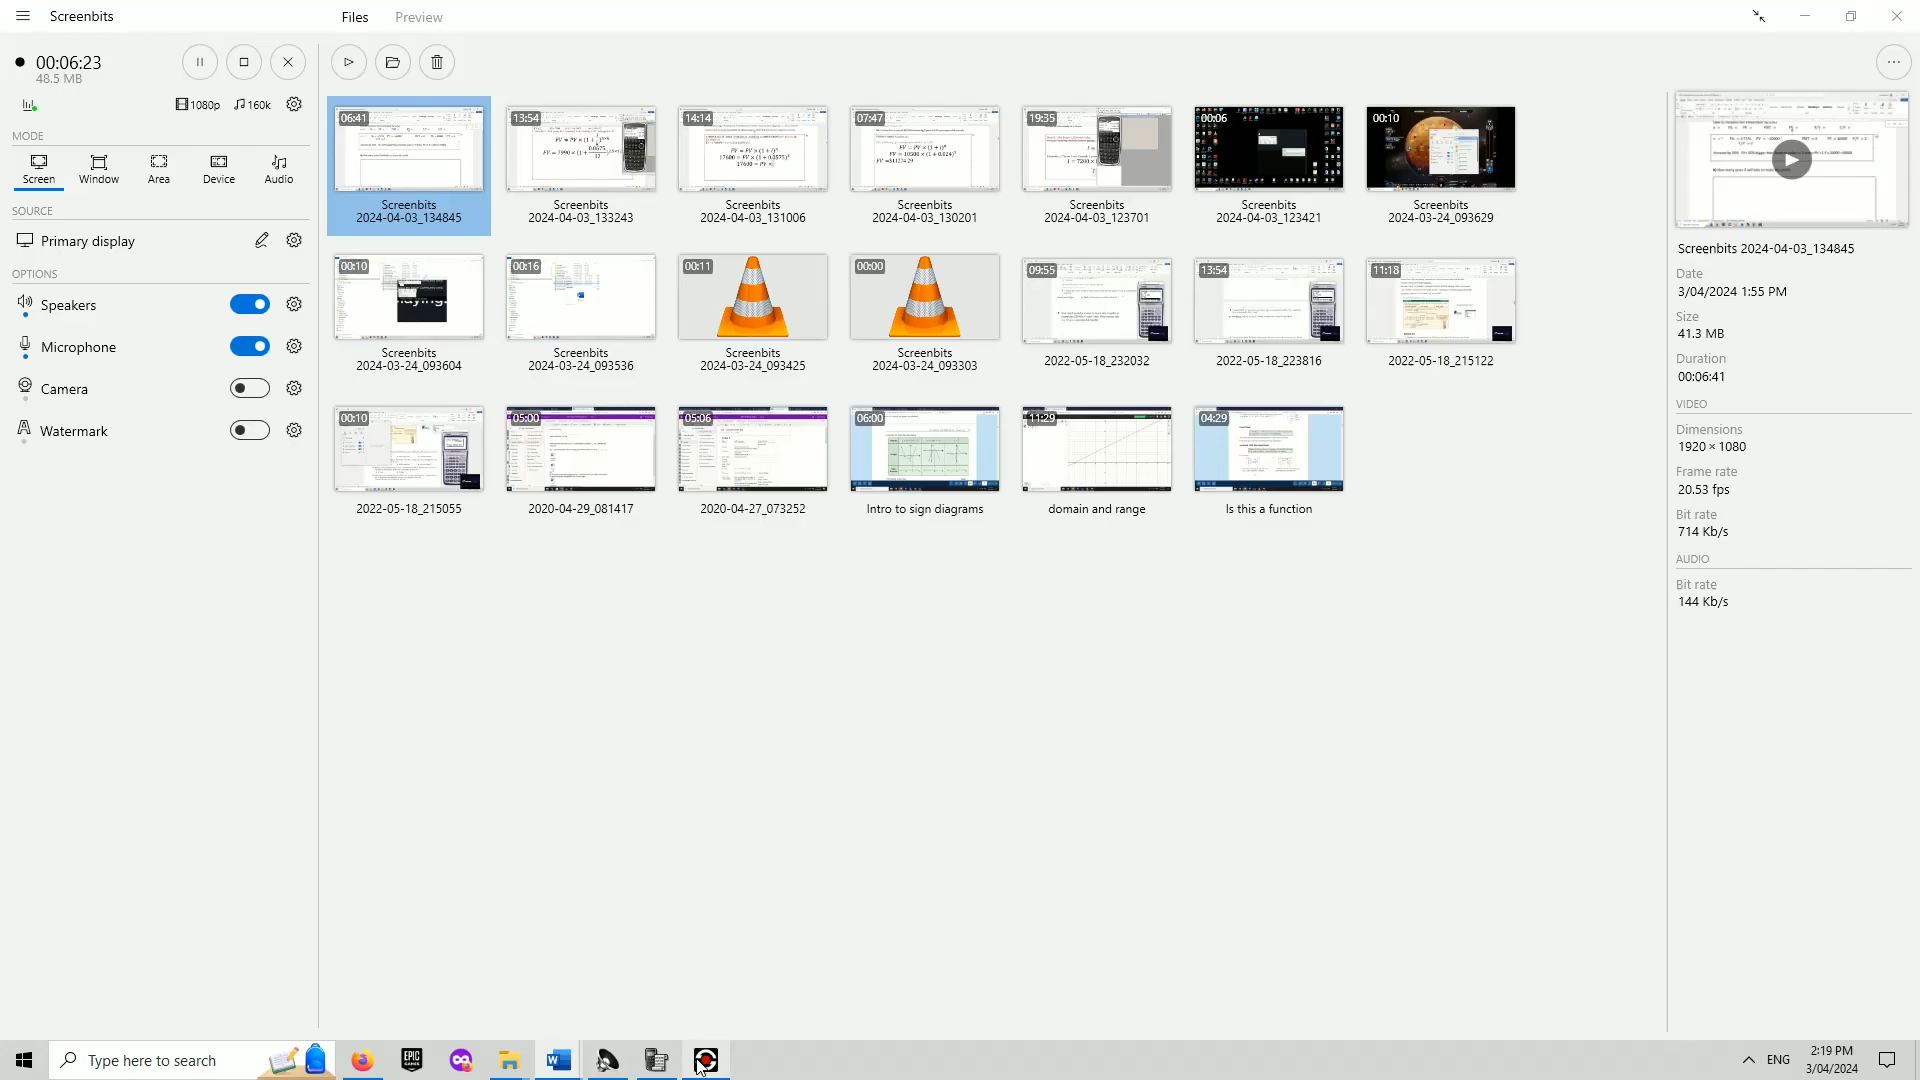 Screenbits
Files
Preview
00:06:23
48.5 MB
1080p
160k
MODE
Screen
Window
Area
Device
Audio
SOURCE
Primary display
OPTIONS
Speakers
Microphone
Camera
Watermark
06:41
Screenbits
2024-04-03_134845
13:54
Screenbits
2024-04-03_133243
14:14
Screenbits
2024-04-03_131006
07:47
Screenbits
2024-04-03_130201
19:35
Screenbits
2024-04-03_123701
00:06
Screenbits
2024-04-03_123421
00:10
Screenbits
2024-03-24_093629
00:10
Screenbits
2024-03-24_093604
00:16
Screenbits
2024-03-24_093536
00:11
Screenbits
2024-03-24_093425
00:00
Screenbits
2024-03-24_093303
09:55
2022-05-18_232032
13:54
2022-05-18_223816
11:18
2022-05-18_215122
00:10
2022-05-18_215055
05:00
2020-04-29_081417
05:06
2020-04-27_073252
06:00
Intro to sign diagrams
11:29
domain and range
04:29
Is this a function
Screenbits 2024-04-03_134845
Date
3/04/2024 1:55 PM
Size
41.3 MB
Duration
00:06:41
VIDEO
Dimensions
1920 × 1080
Frame rate
20.53 fps
Bit rate
714 Kb/s
AUDIO
Bit rate
144 Kb/s
Type here to search
EPIC
GAMES
ENG
2:19 PM
3/04/2024